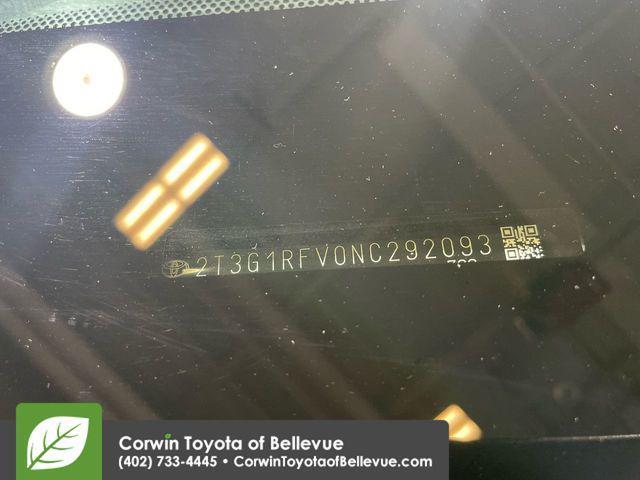 2T3G1RFV0NC292093
Corwin Toyota of Bellevue
(402) 733-4445 • CorwinToyotaofBellevue.com